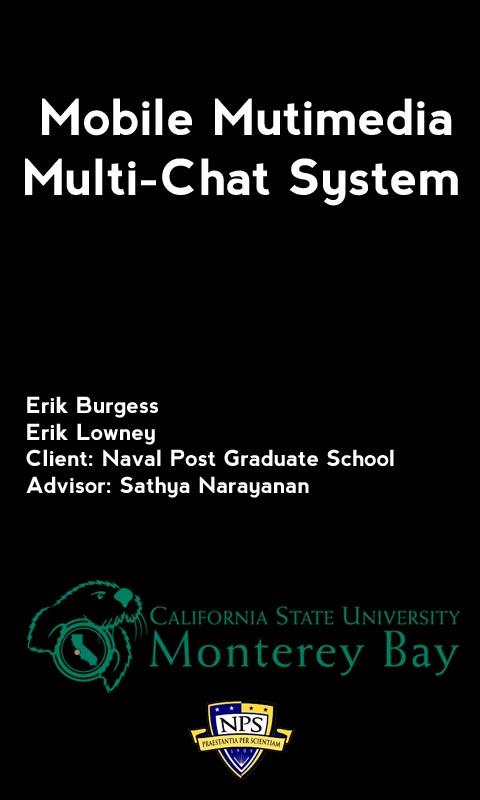 Mobile Mutimedia
Multi-Chat System
Erik Burgess
Erik Lowney
Client: Naval Post Graduate School
Advisor: Sathya Narayanan
CALIFORNIA STATE UNIVERSITY
Monterey Bay
NPS
PRAESTANTIA PER SCIENTIAM
1909